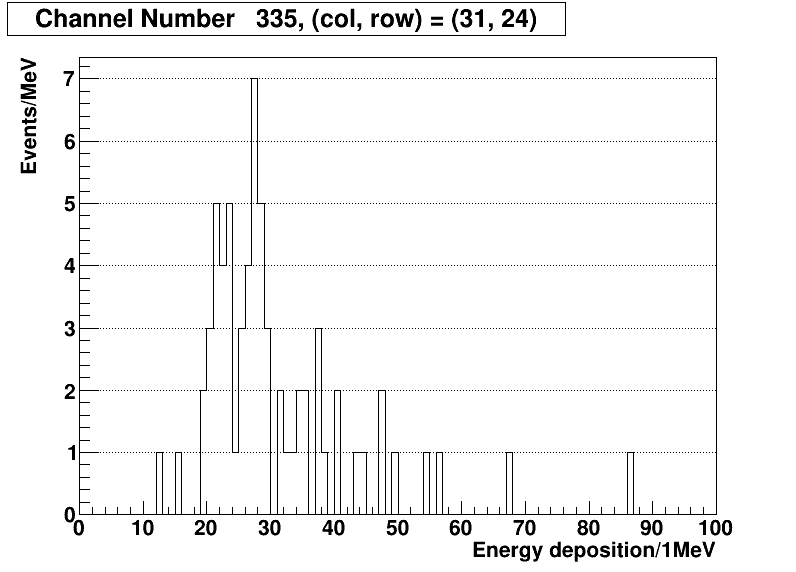 Channel Number 335, (col, row) = (31, 24)
Events/MeV
7
6
5
4
3
2
1
0
0 10 20 30 40 50 60 70 80 90 100
Energy deposition/1MeV